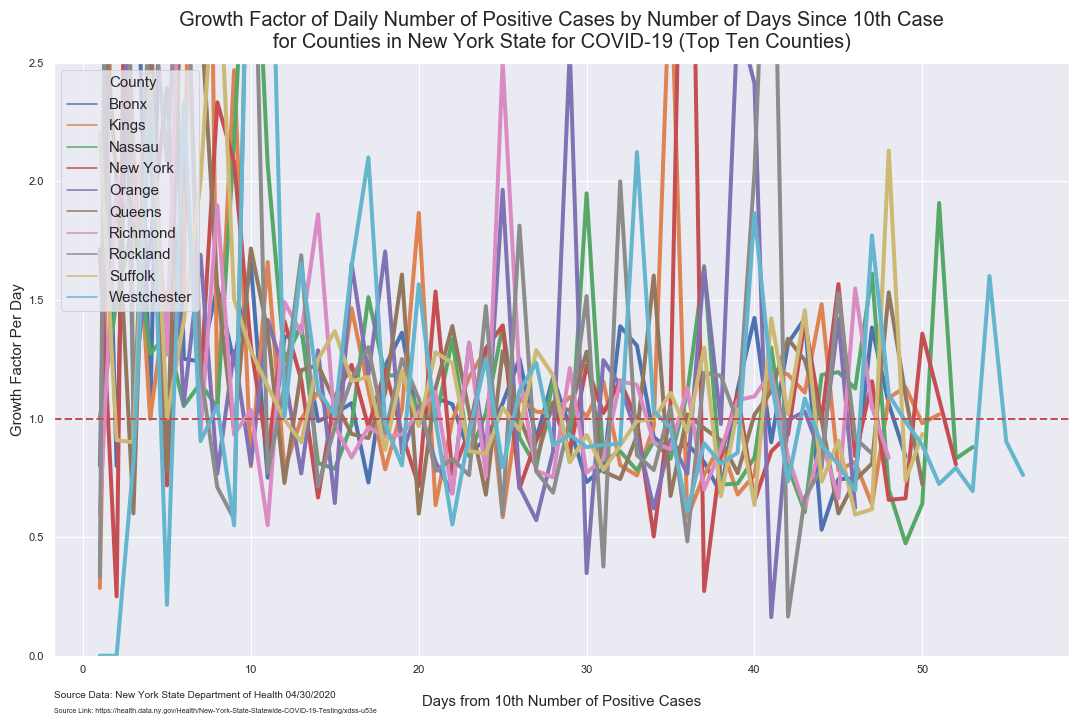 Growth Factor of Daily Number of Positive Cases by Number of Days Since 10th Case
for Counties in New York State for COVID-19 (Top Ten Counties)
2.5
2.0
1.5
1.0
0.5
0.0
Growth Factor Per Day
County
Bronx
Kings
Nassau
New York
Orange
Queens
Richmond
Rockland
Suffolk
Westchester
0
10
20
30
40
50
Days from 10th Number of Positive Cases
Source Data: New York State Department of Health 04/30/2020
Source Link: https://health.data.ny.gov/Health/New-York-State-Statewide-COVID-19-Testing/xdss-u53e